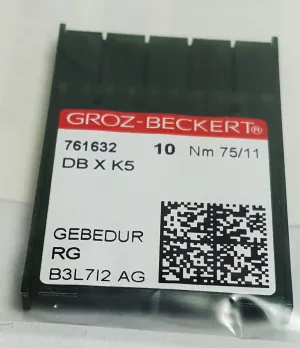 GROZ-BECKERT®
761632 10 Nm 75/11
DB X K5
GEBEDUR
RG
B3L7I2 AG